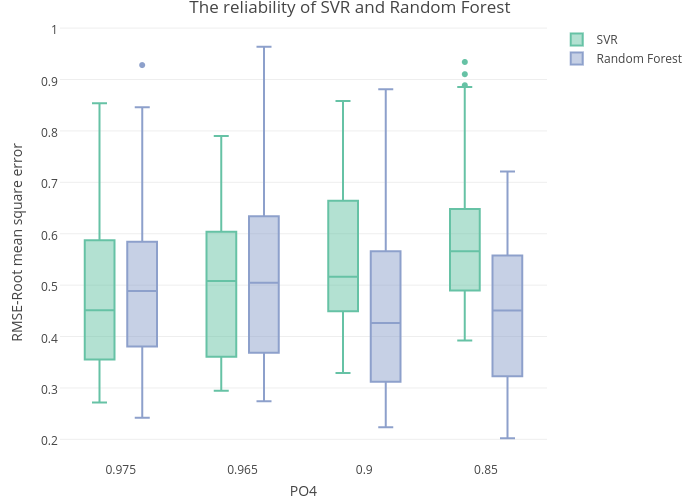 The reliability of SVR and Random Forest
SVR
Random Forest
RMSE-Root mean square error
1
0.9
0.8
0.7
0.6
0.5
0.4
0.3
0.2
0.975
0.965
0.9
0.85
PO4